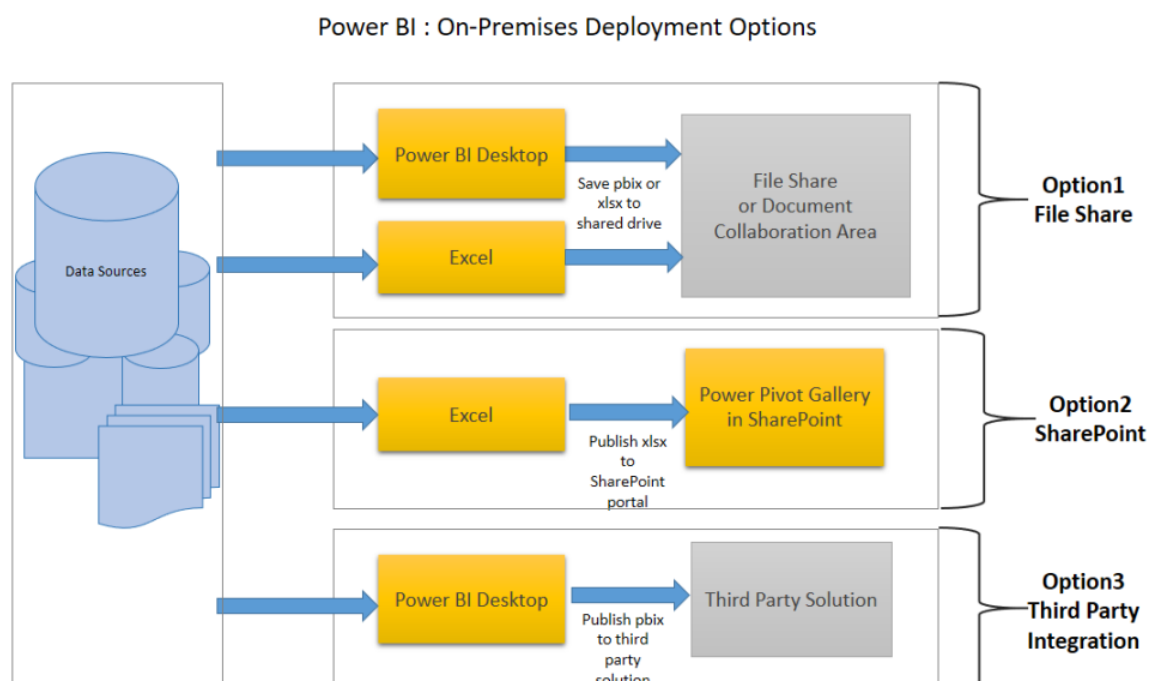 Power BI : On-Premises Deployment Options
Data Sources
Power BI Desktop
Save pbix or
xlsx to
shared drive
Excel
File Share
or Document
Collaboration Area
Option1
File Share
Excel
Publish xlsx
to
SharePoint
portal
Power Pivot Gallery
in SharePoint
Option2
SharePoint
Power BI Desktop
Publish pbix
to third
party
solution
Third Party Solution
Option3
Third Party
Integration